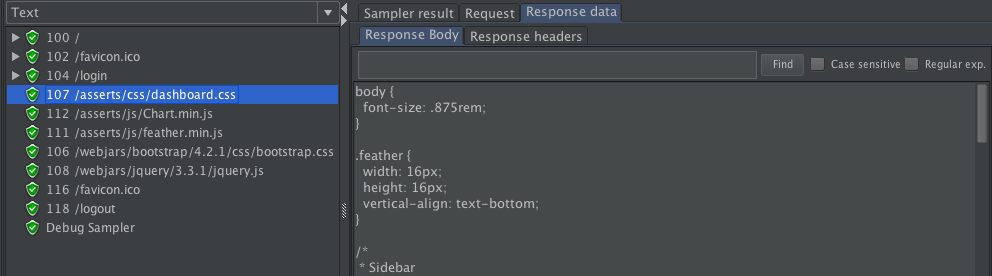 Text
100 /
102 /favicon.ico
104 /login
107 /asserts/css/dashboard.css
112 /asserts/js/Chart.min.js
111 /asserts/js/feather.min.js
106 /webjars/bootstrap/4.2.1/css/bootstrap.css
108 /webjars/jquery/3.3.1/jquery.js
116 /favicon.ico
118 /logout
Debug Sampler
Sampler result Request Response data
Response Body Response headers
Find Case sensitive Regular exp.
body {
font-size: .875rem;
}
.feather {
width: 16px;
height: 16px;
vertical-align: text-bottom;
}
/*
* Sidebar